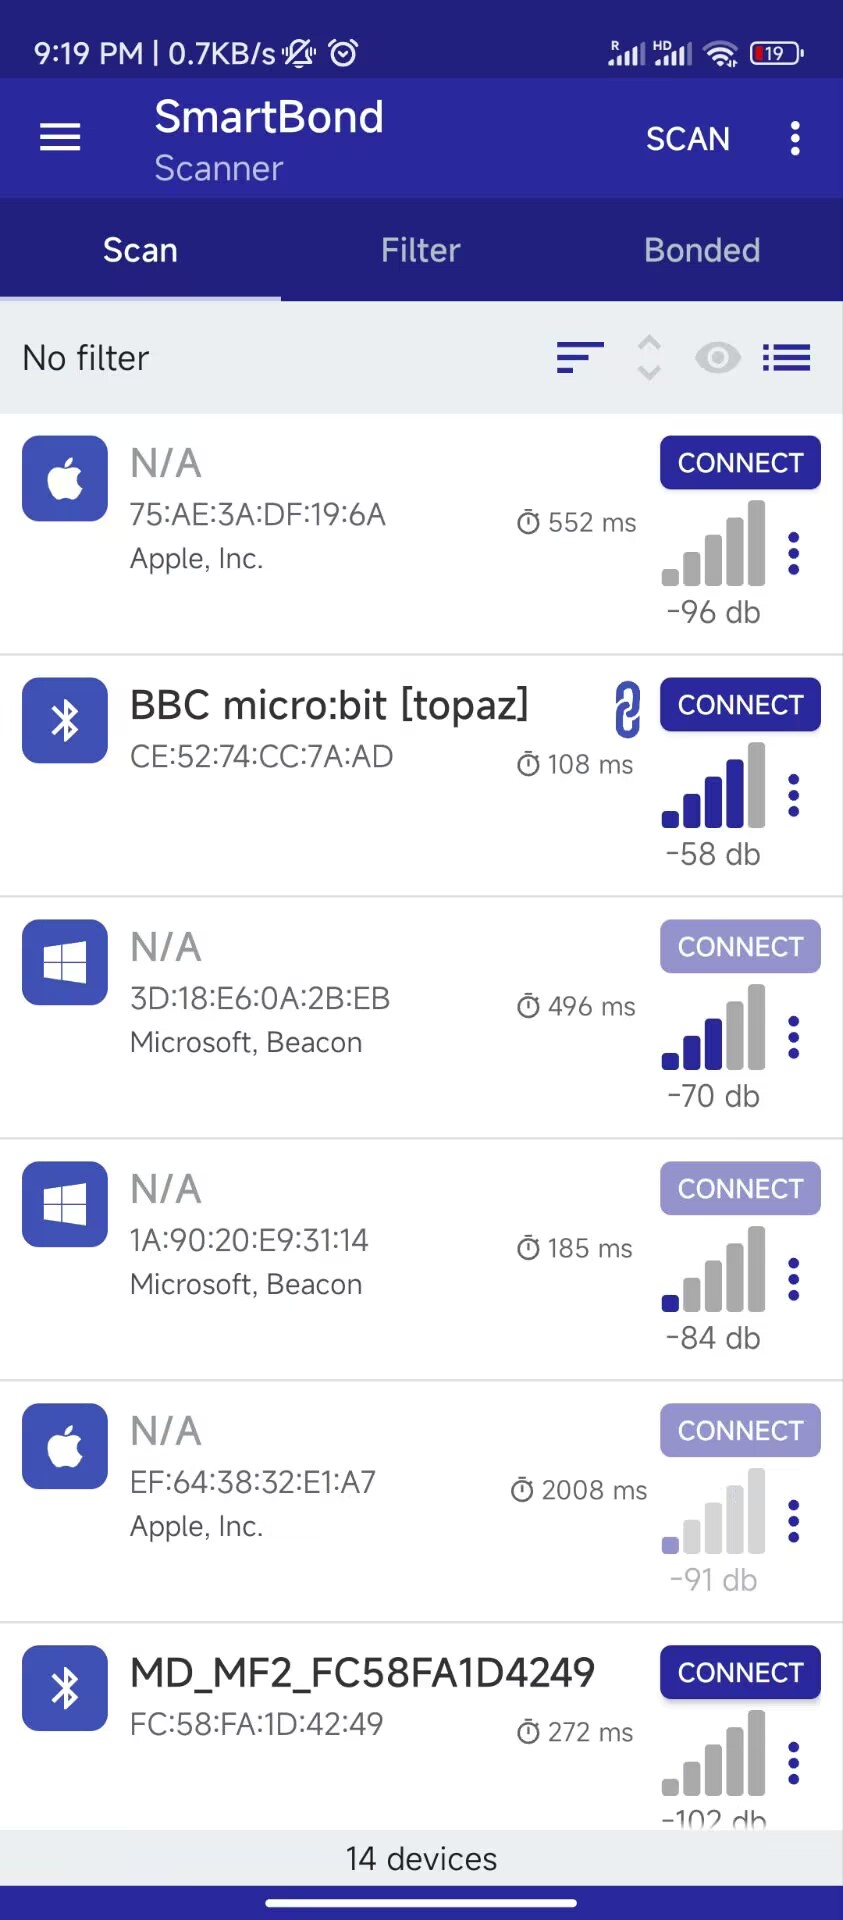 9:19 PM | 0.7KB/s
R HD 19
SmartBond
Scanner
SCAN
Scan Filter Bonded
No filter
N/A
CONNECT
75:AE:3A:DF:19:6A
552 ms
Apple, Inc.
-96 db
BBC micro:bit [topaz]
CONNECT
CE:52:74:CC:7A:AD
108 ms
-58 db
N/A
CONNECT
3D:18:E6:0A:2B:EB
496 ms
Microsoft, Beacon
-70 db
N/A
CONNECT
1A:90:20:E9:31:14
185 ms
Microsoft, Beacon
-84 db
N/A
CONNECT
EF:64:38:32:E1:A7
2008 ms
Apple, Inc.
-91 db
MD_MF2_FC58FA1D4249
CONNECT
FC:58:FA:1D:42:49
272 ms
-102 db
14 devices